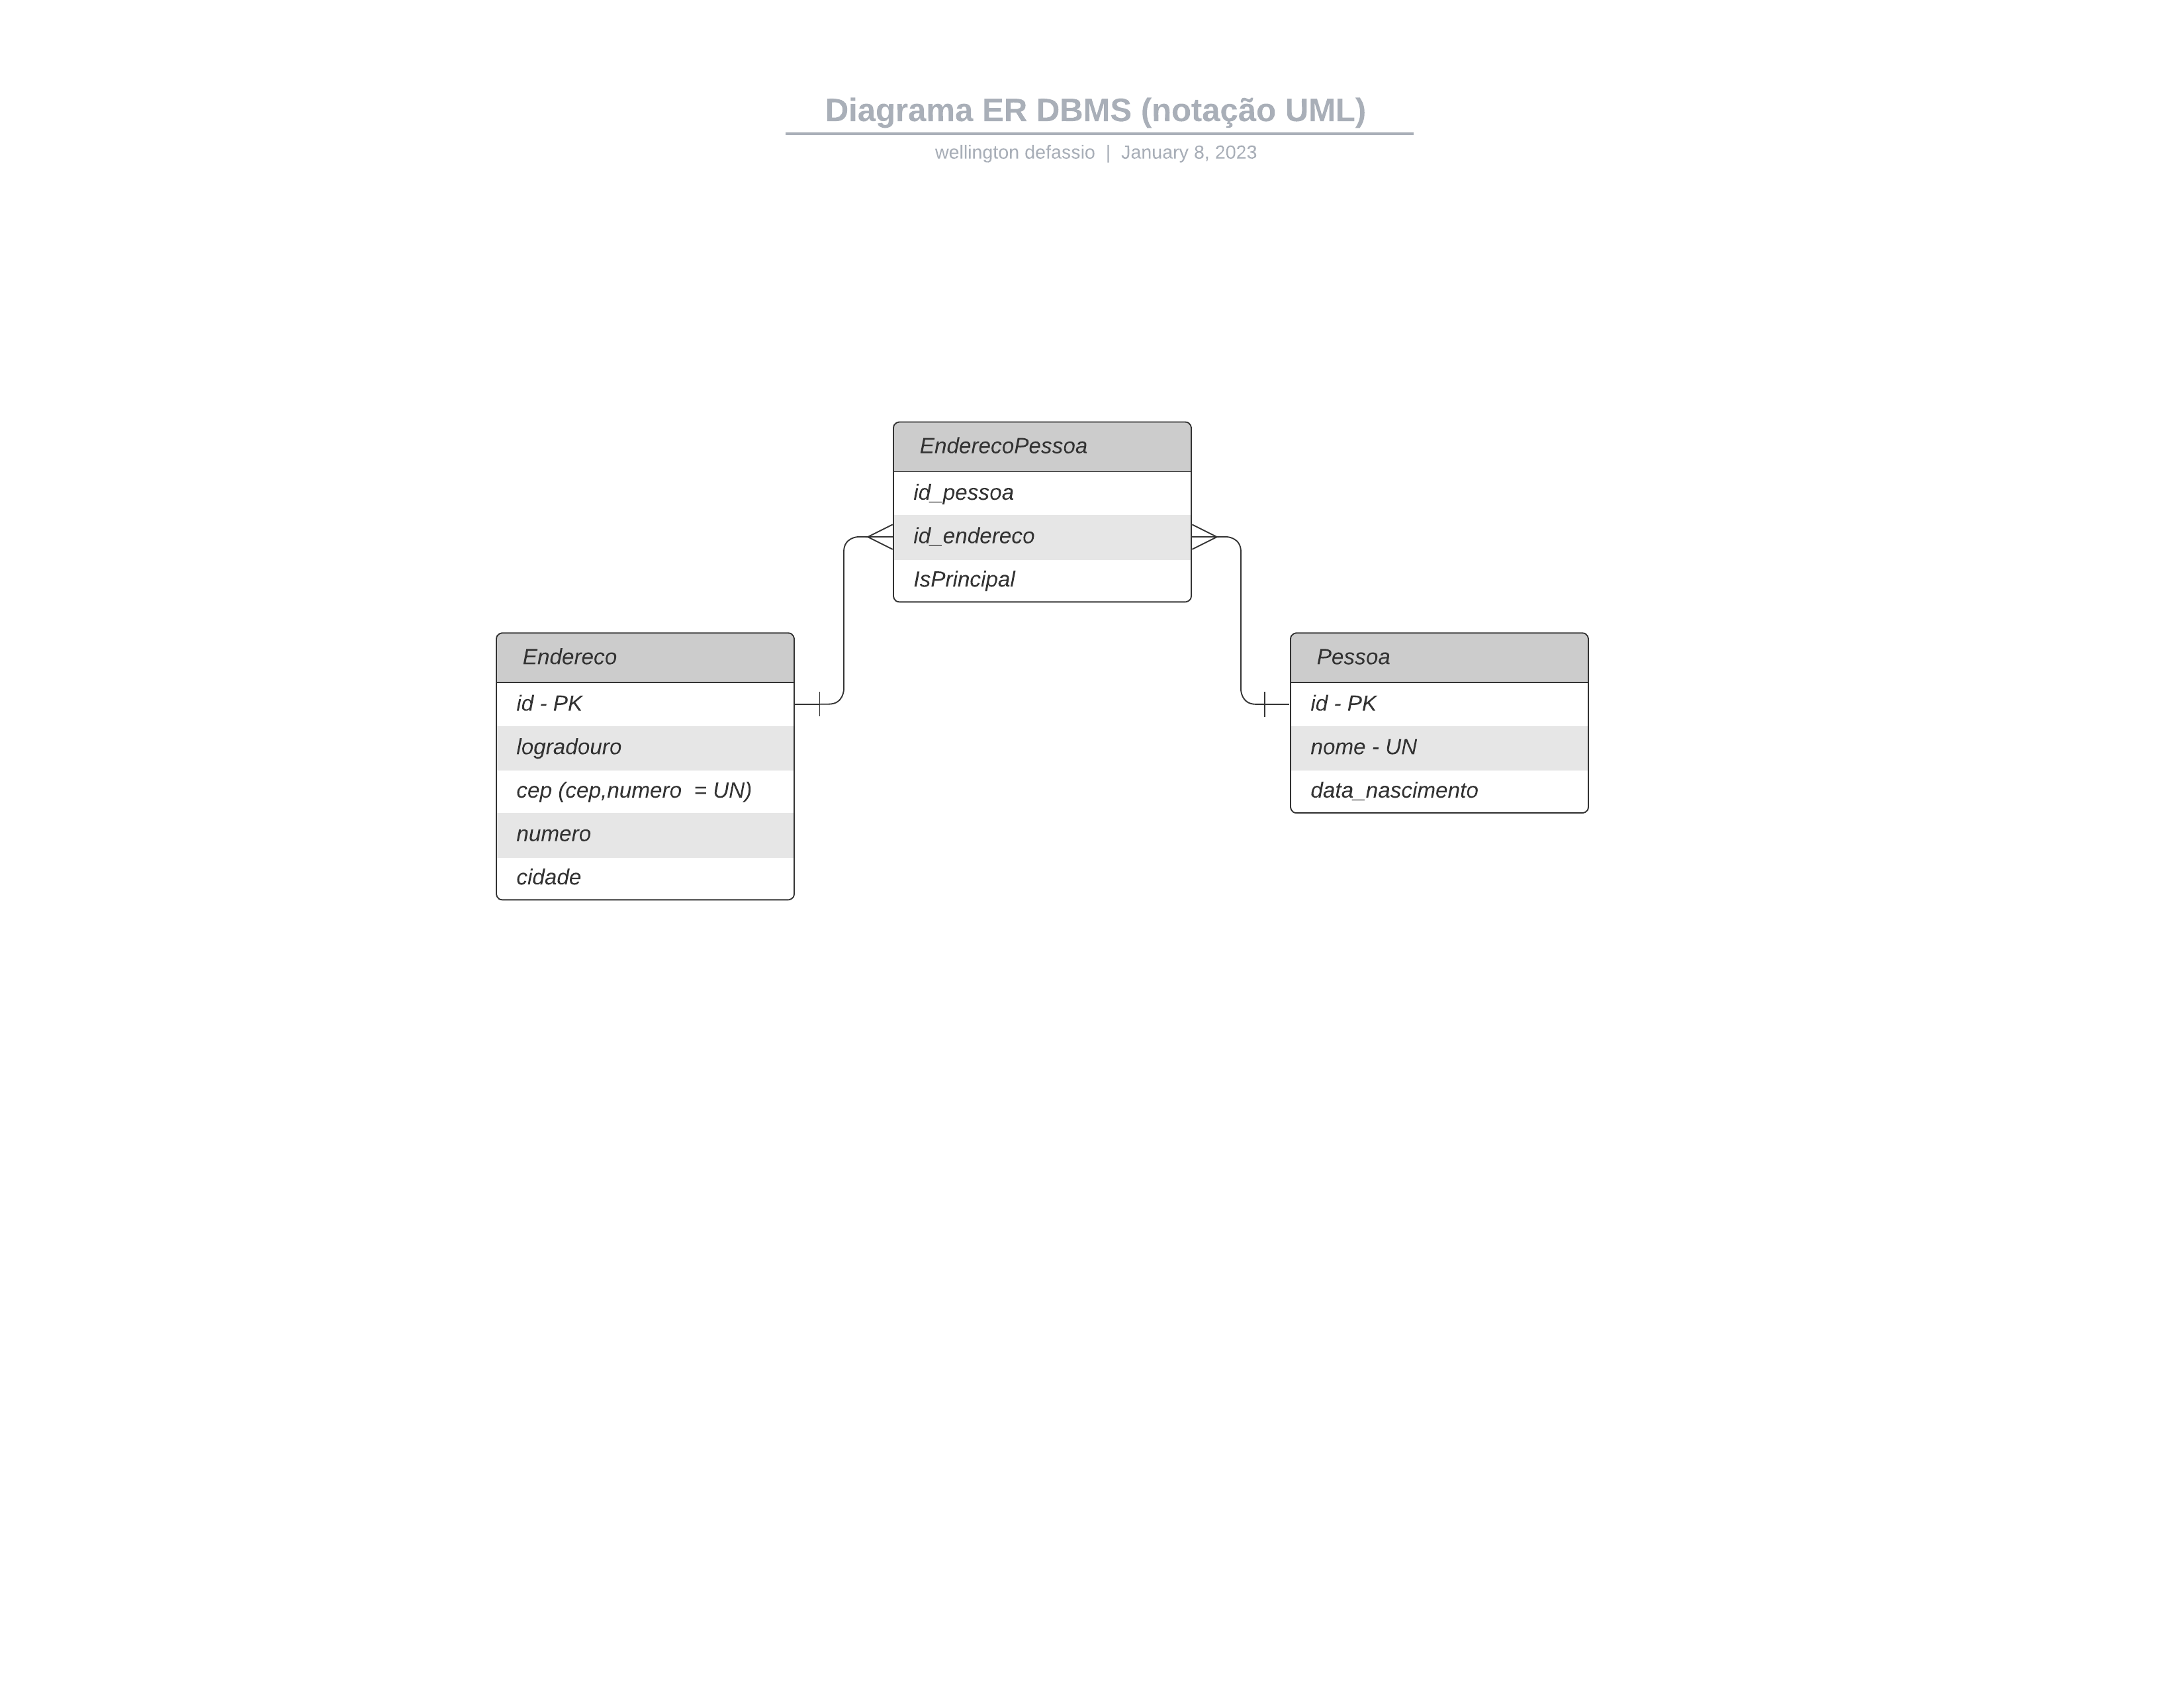 Diagrama ER DBMS (notação UML)
wellington defassio | January 8, 2023
EnderecoPessoa
id_pessoa
id_endereco
IsPrincipal
Endereco
id - PK
logradouro
cep (cep,numero  = UN)
numero
cidade
Pessoa
id - PK
nome - UN
data_nascimento